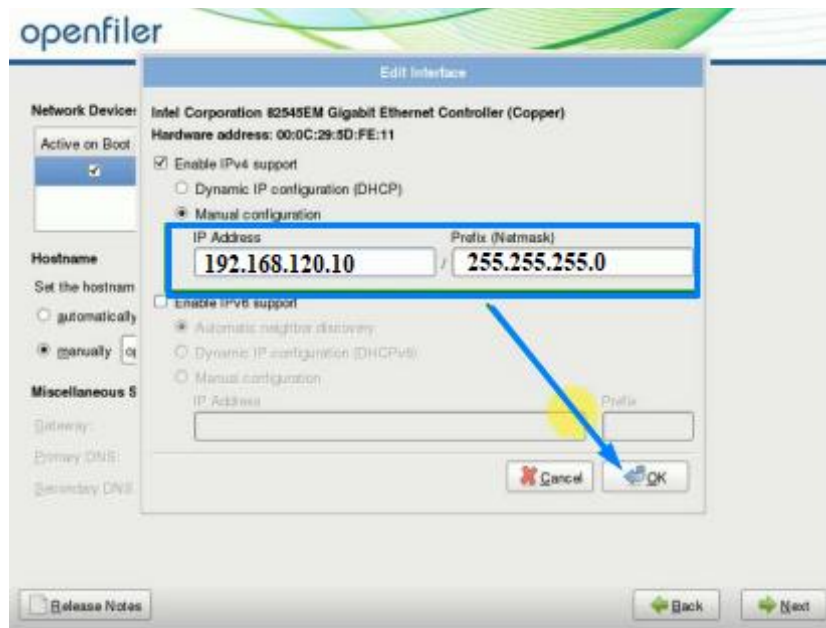 openfiler
Edit Interface
Network Devices
Intel Corporation 82545EM Gigabit Ethernet Controller (Copper)
Hardware address: 00:0C:29:5D:FE:11
Active on Boot
Enable IPv4 support
Dynamic IP configuration (DHCP)
Manual configuration
IP Address Prefix (Netmask)
192.168.120.10 / 255.255.255.0
Hostname
Set the hostnam
Enable IPv6 support
automatically
Automatic neighbor discovery
manually op
Dynamic IP configuration (DHCPv6)
Manual configuration
Miscellaneous S
IP Address Prefix
Gateway:
Primary DNS:
Secondary DNS
Cancel OK
Release Notes Back Next